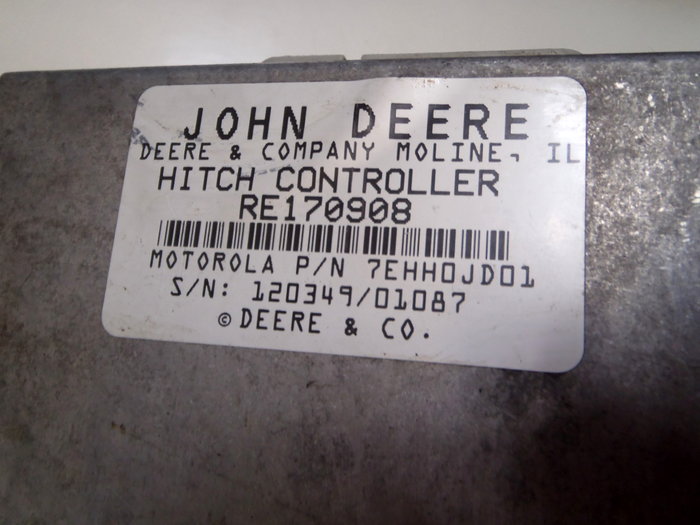 JOHN DEERE
DEERE & COMPANY MOLINE, IL
HITCH CONTROLLER
RE170908
MOTOROLA P/N 7EHH0JD01
S/N: 120349/01087
© DEERE & CO.